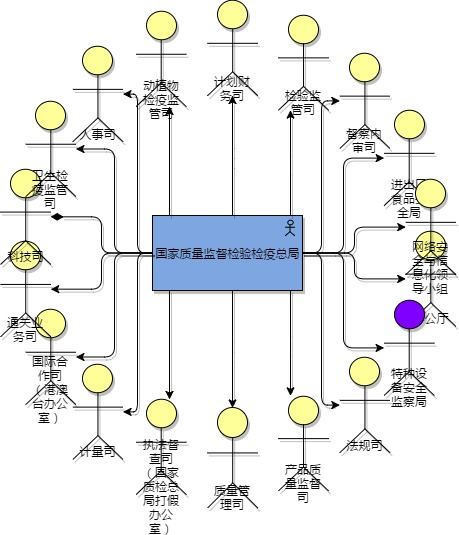 计划财
务司
动植物
检疫监
管司
检验监
管司
人事司
督察内
审司
卫生检
疫监管
司
进出口
食品安
全局
科技司
国家质量监督检验检疫总局
网络安
全与信
息化领
导小组
公厅
通关业
务司
国际合
作司
（港澳
台办公
室）
特种设
备安全
监察局
计量司
法规司
执法督
查司
（国家
质检总
局打假
办公
室）
质量管
理司
产品质
量监督
司